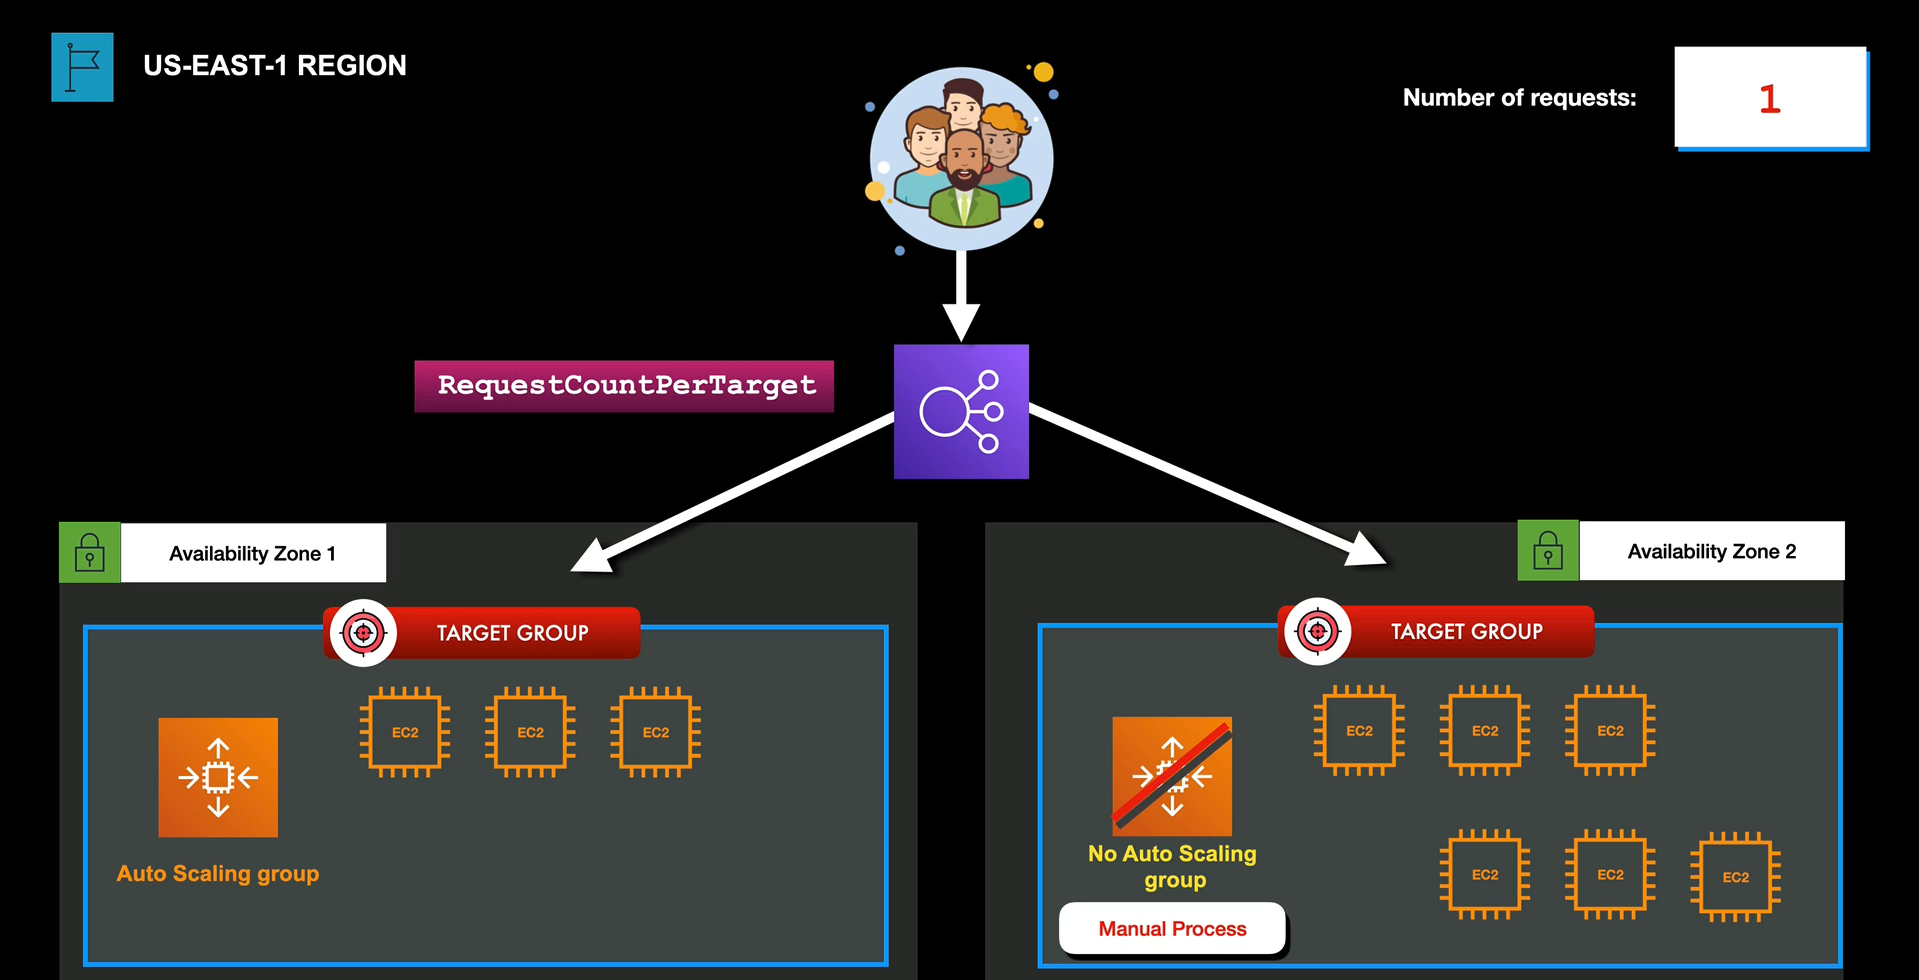 US-EAST-1 REGION
Number of requests:
1
RequestCountPerTarget
Availability Zone 1
Availability Zone 2
TARGET GROUP
TARGET GROUP
EC2
EC2
EC2
Auto Scaling group
EC2
EC2
EC2
No Auto Scaling
group
EC2
EC2
EC2
Manual Process